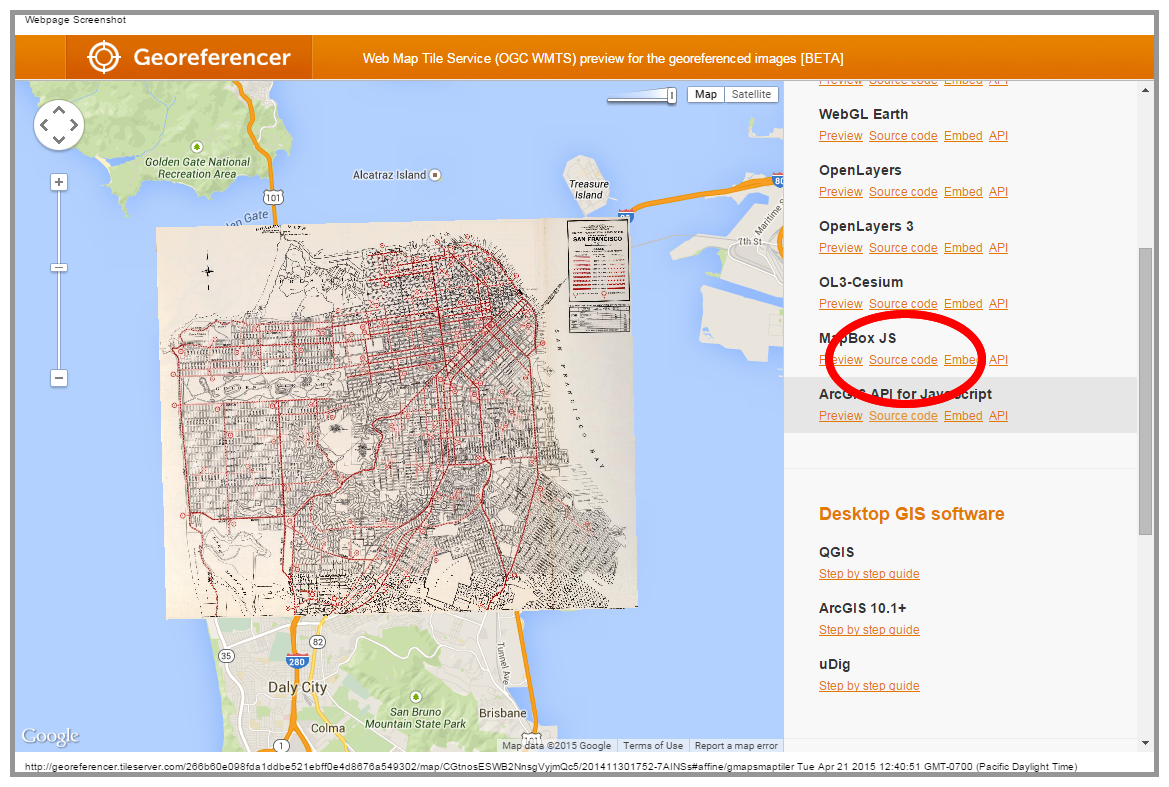 Webpage Screenshot
Georeferencer
Web Map Tile Service (OGC WMTS) preview for the georeferenced images [BETA]
Map Satellite
Preview Source code Embed API
WebGL Earth
Preview Source code Embed API
OpenLayers
Preview Source code Embed API
OpenLayers 3
Preview Source code Embed API
OL3-Cesium
Preview Source code Embed API
MapBox JS
Preview Source code Embed API
ArcGIS API for Javascript
Preview Source code Embed API
Desktop GIS software
QGIS
Step by step guide
ArcGIS 10.1+
Step by step guide
uDig
Step by step guide
Golden Gate National
Recreation Area
Alcatraz Island
Treasure
Island
80
101
Gate
7th St
Maritime S
SAN FRANCISCO
SAN FRANCISCO BAY
35
82
280
Daly City
Tunnel Ave
San Bruno
Mountain State Park
Brisbane
Colma
101
1
Google
Map data ©2015 Google Terms of Use Report a map error
http://georeferencer.tileserver.com/266b60e098fda1ddbe521ebff0e4d8676a549302/map/CGtnosESWB2NnsgVyjmQc5/201411301752-7AINSs#affine/gmapsmaptiler Tue Apr 21 2015 12:40:51 GMT-0700 (Pacific Daylight Time)